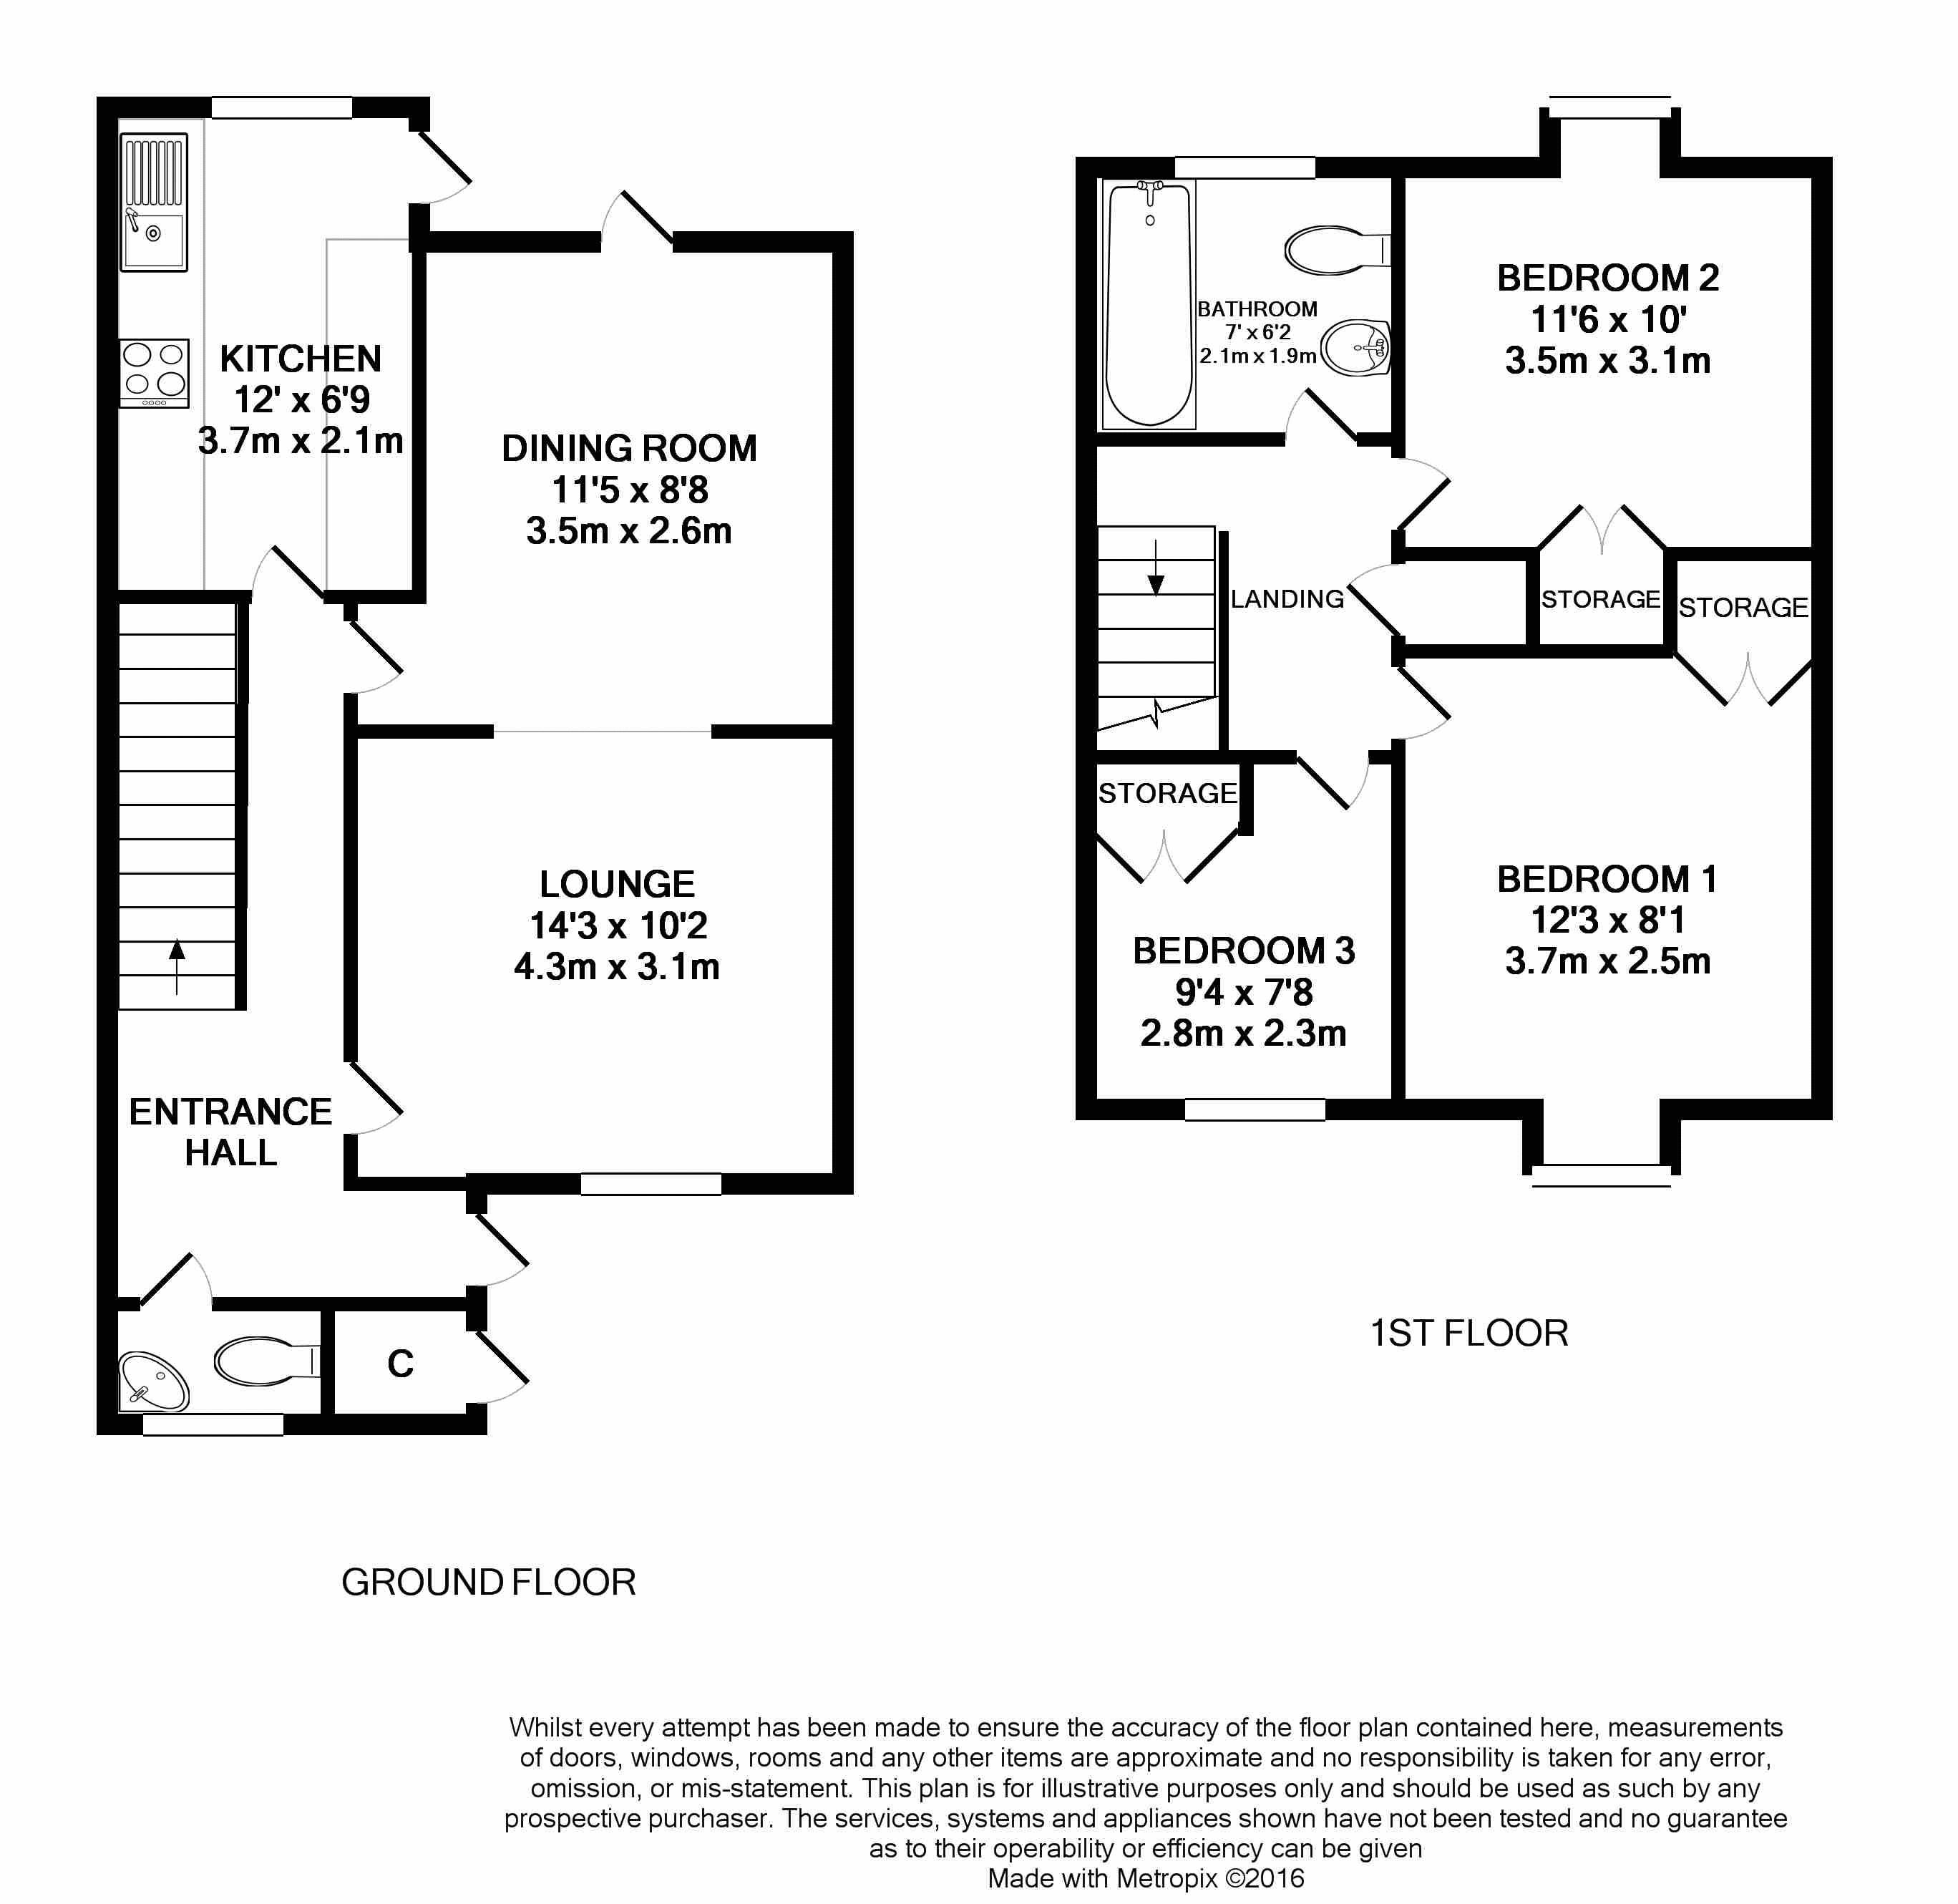 KITCHEN
12' x 6'9
3.7m x 2.1m
DINING ROOM
11'5 x 8'8
3.5m x 2.6m
LOUNGE
14'3 x 10'2
4.3m x 3.1m
ENTRANCE
HALL
C
GROUND FLOOR
BATHROOM
7' x 6'2
2.1m x 1.9m
BEDROOM 2
11'6 x 10'
3.5m x 3.1m
LANDING
STORAGE
STORAGE
STORAGE
BEDROOM 1
12'3 x 8'1
3.7m x 2.5m
BEDROOM 3
9'4 x 7'8
2.8m x 2.3m
1ST FLOOR
Whilst every attempt has been made to ensure the accuracy of the floor plan contained here, measurements
of doors, windows, rooms and any other items are approximate and no responsibility is taken for any error,
omission, or mis-statement. This plan is for illustrative purposes only and should be used as such by any
prospective purchaser. The services, systems and appliances shown have not been tested and no guarantee
as to their operability or efficiency can be given
Made with Metropix ©2016